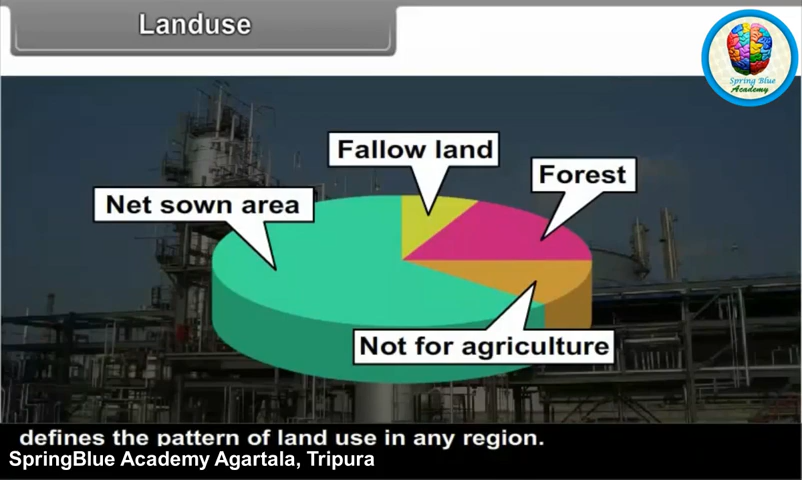 Landuse
Spring Blue
Academy
Fallow land
Forest
Net sown area
Not for agriculture
defines the pattern of land use in any region.
SpringBlue Academy Agartala, Tripura